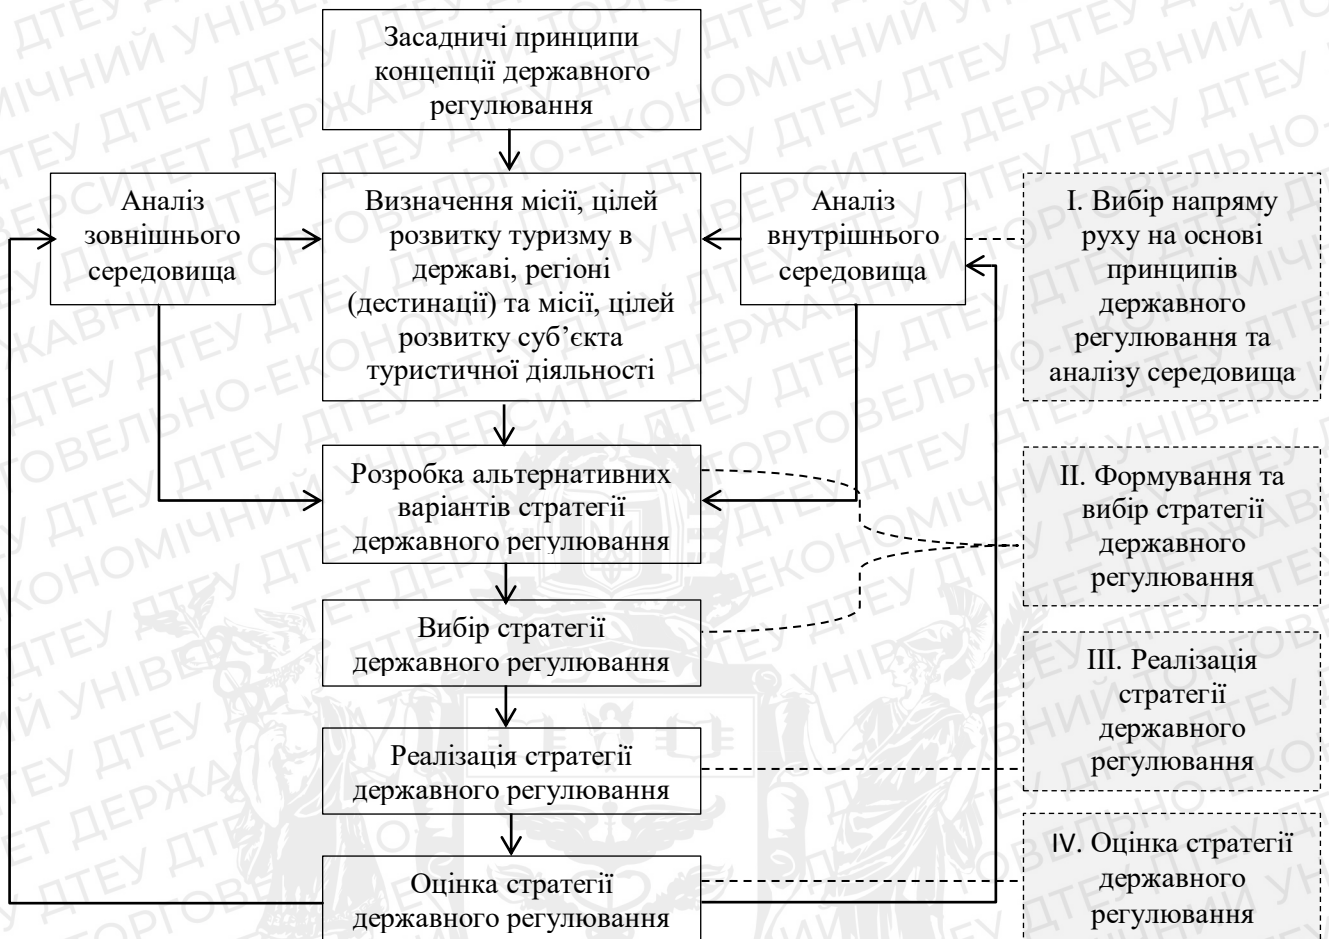 Засадничі принципи
концепції державного
регулювання
Аналіз
зовнішнього
середовища
Визначення місії, цілей
розвитку туризму в
державі, регіоні
(дестинації) та місії, цілей
розвитку суб’єкта
туристичної діяльності
Аналіз
внутрішнього
середовища
І. Вибір напряму
руху на основі
принципів
державного
регулювання та
аналізу середовища
Розробка альтернативних
варіантів стратегії
державного регулювання
ІІ. Формування та
вибір стратегії
державного
регулювання
Вибір стратегії
державного регулювання
ІІІ. Реалізація
стратегії
державного
регулювання
Реалізація стратегії
державного регулювання
IV. Оцінка стратегії
державного
регулювання
Оцінка стратегії
державного регулювання